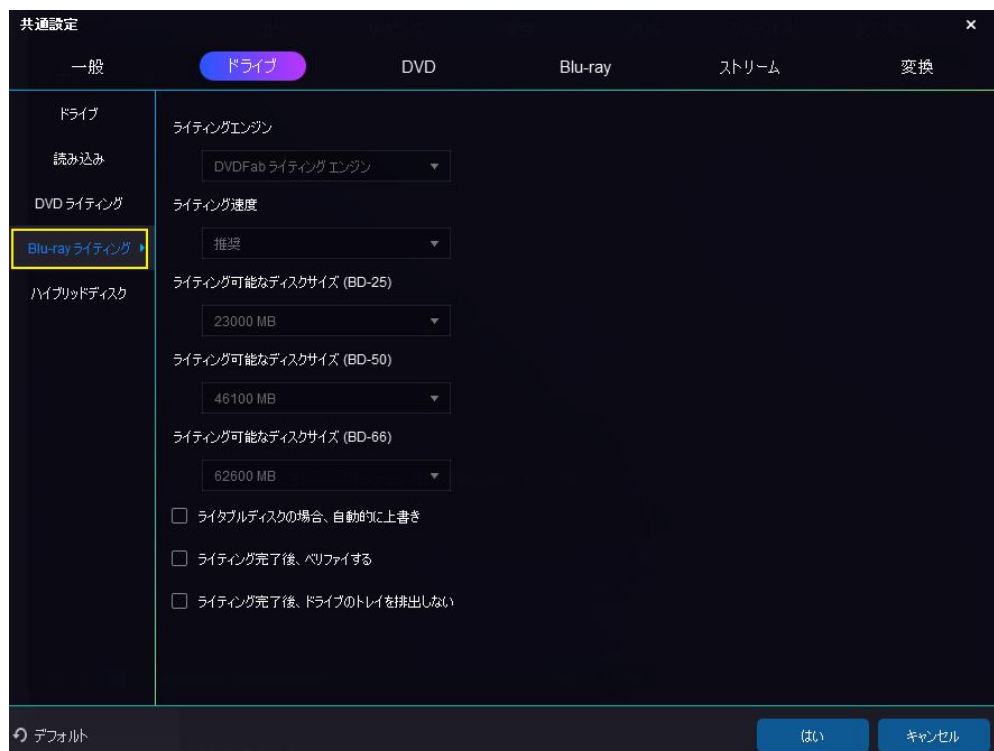 共通設定
×
一般 ドライブ DVD Blu-ray ストリーム 変換
ドライブ
読み込み
DVD ライティング
Blu-ray ライティング
ハイブリッドディスク
ライティングエンジン
DVDFab ライティング エンジン
ライティング速度
推奨
ライティング可能なディスクサイズ (BD-25)
23000 MB
ライティング可能なディスクサイズ (BD-50)
46100 MB
ライティング可能なディスクサイズ (BD-66)
62600 MB
ライタブルディスクの場合、自動的に上書き
ライティング完了後、ベリファイする
ライティング完了後、ドライブのトレイを排出しない
デフォルト はい キャンセル